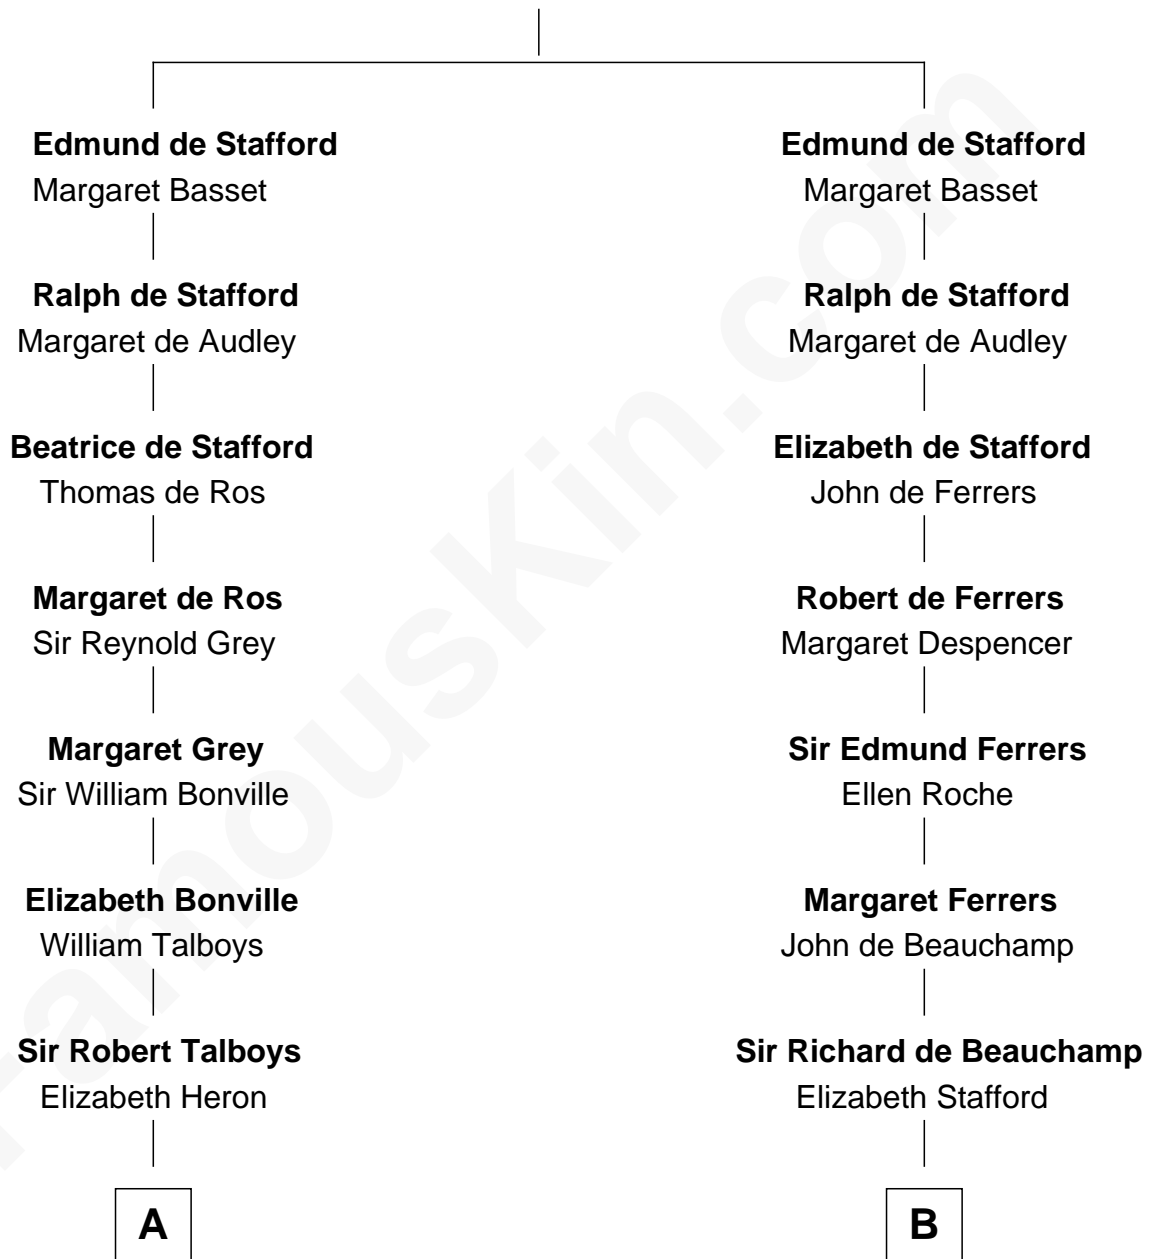 Edmund de Stafford
Margaret Basset
Ralph de Stafford
Margaret de Audley
Beatrice de Stafford
Thomas de Ros
Margaret de Ros
Sir Reynold Grey
Margaret Grey
Sir William Bonville
Elizabeth Bonville
William Talboys
Sir Robert Talboys
Elizabeth Heron
A
Edmund de Stafford
Margaret Basset
Ralph de Stafford
Margaret de Audley
Elizabeth de Stafford
John de Ferrers
Robert de Ferrers
Margaret Despencer
Sir Edmund Ferrers
Ellen Roche
Margaret Ferrers
John de Beauchamp
Sir Richard de Beauchamp
Elizabeth Stafford
B
FamousKin.com